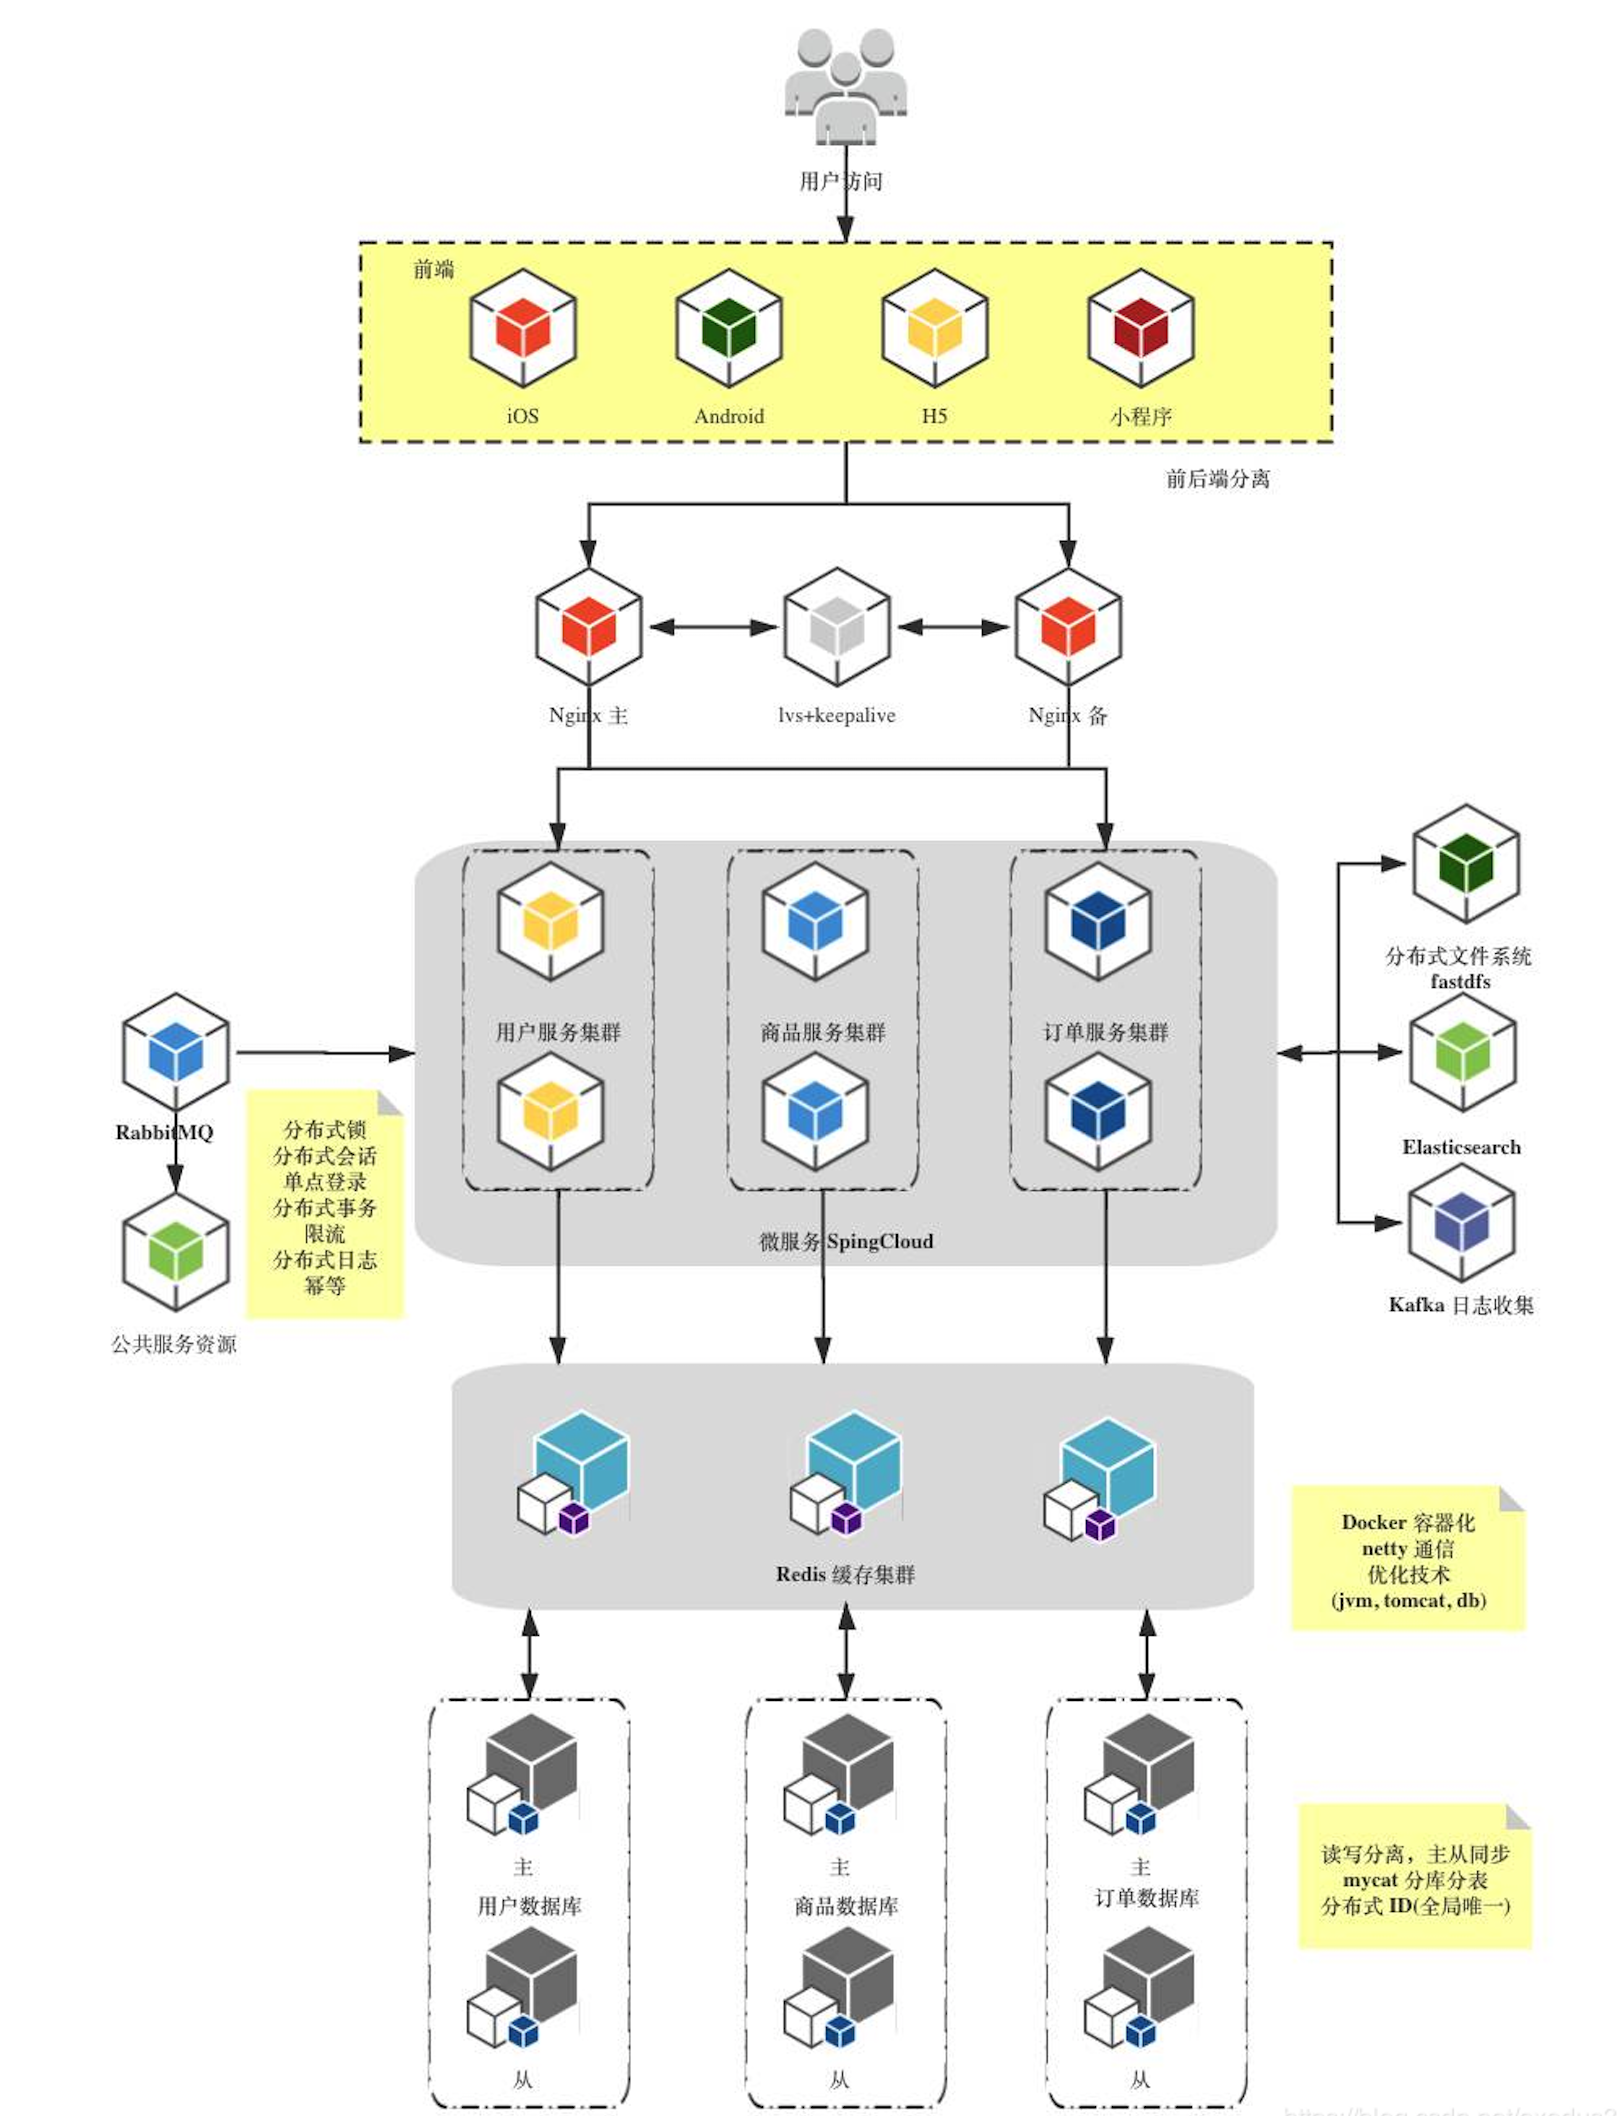 用户访问
前端
iOS
Android
H5
小程序
前后端分离
Nginx 主
lvs+keepalive
Nginx 备
分布式文件系统
fastdfs
用户服务集群
商品服务集群
订单服务集群
RabbitMQ
分布式锁
分布式会话
单点登录
分布式事务
限流
分布式日志
幂等
Elasticsearch
微服务 SpingCloud
Kafka 日志收集
公共服务资源
Docker 容器化
netty 通信
优化技术
(jvm, tomcat, db)
Redis 缓存集群
主
主
主
用户数据库
商品数据库
订单数据库
读写分离，主从同步
mycat 分库分表
分布式 ID(全局唯一)
从
从
从